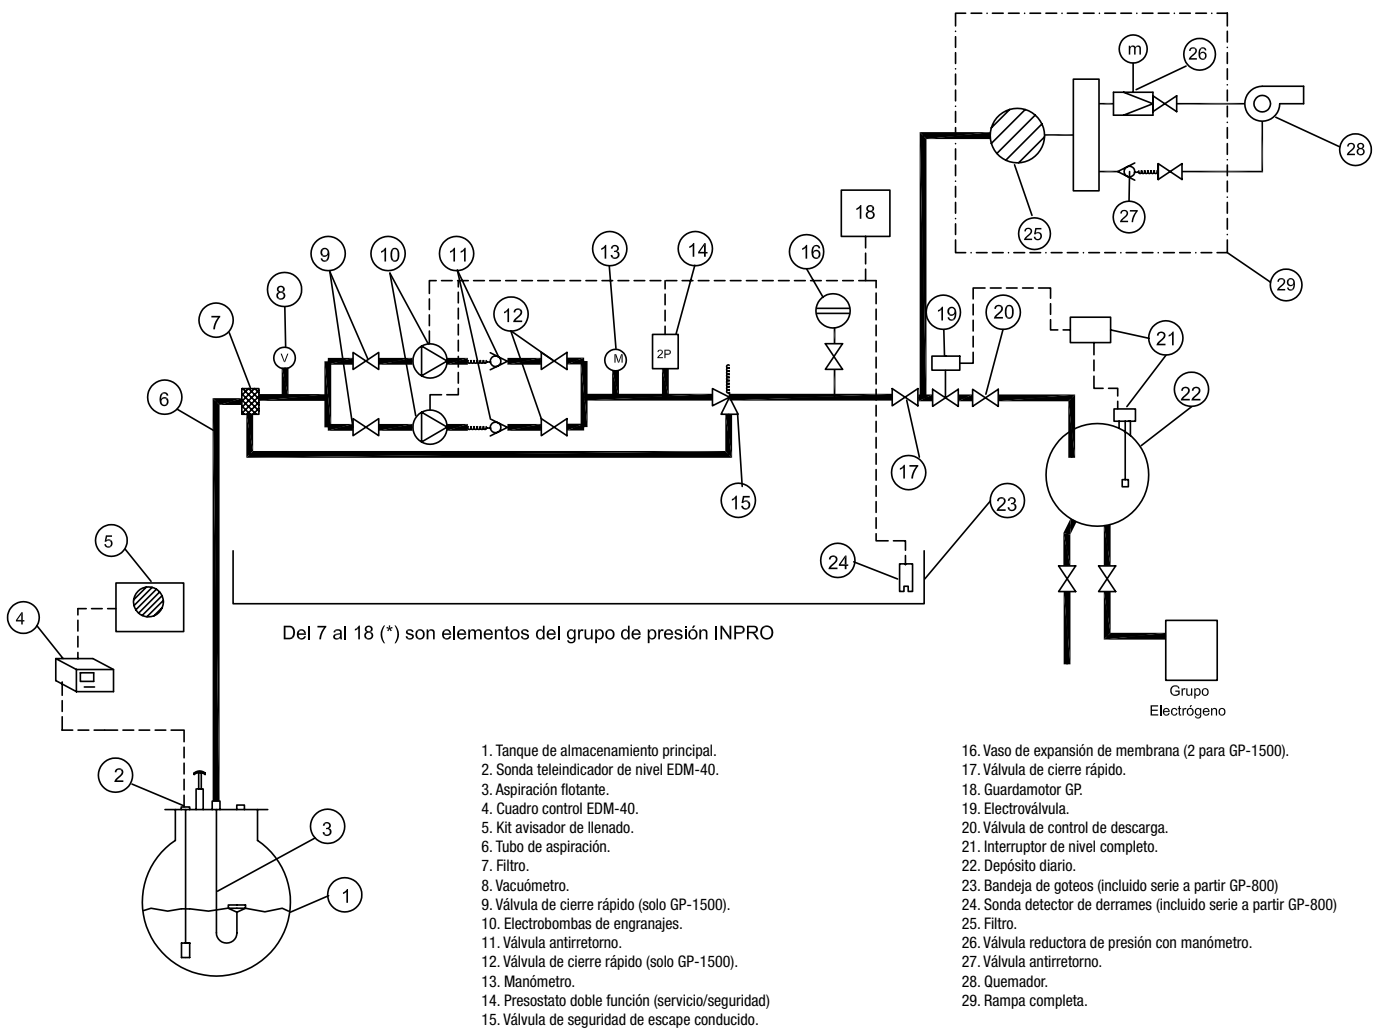 m
26
28
25
27
29
18
16
13
14
9
10
11
8
12
19
20
21
7
V
2P
M
6
22
17
15
23
5
24
4
Del 7 al 18 (*) son elementos del grupo de presión INPRO
Grupo
Electrógeno
2
3
1
1. Tanque de almacenamiento principal.
2. Sonda teleindicador de nivel EDM-40.
3. Aspiración flotante.
4. Cuadro control EDM-40.
5. Kit avisador de llenado.
6. Tubo de aspiración.
7. Filtro.
8. Vacuómetro.
9. Válvula de cierre rápido (solo GP-1500).
10. Electrobombas de engranajes.
11. Válvula antirretorno.
12. Válvula de cierre rápido (solo GP-1500).
13. Manómetro.
14. Presostato doble función (servicio/seguridad)
15. Válvula de seguridad de escape conducido.
16. Vaso de expansión de membrana (2 para GP-1500).
17. Válvula de cierre rápido.
18. Guardamotor GP.
19. Electroválvula.
20. Válvula de control de descarga.
21. Interruptor de nivel completo.
22. Depósito diario.
23. Bandeja de goteos (incluido serie a partir GP-800)
24. Sonda detector de derrames (incluido serie a partir GP-800)
25. Filtro.
26. Válvula reductora de presión con manómetro.
27. Válvula antirretorno.
28. Quemador.
29. Rampa completa.